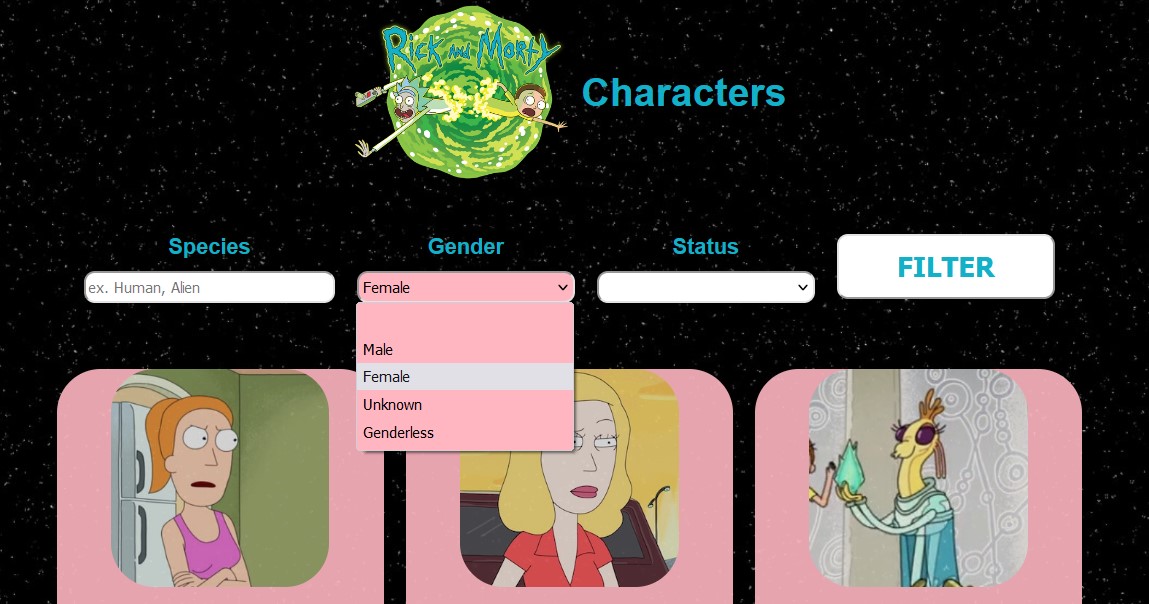 Rick and Morty
Characters
Species
Gender
Status
FILTER
ex. Human, Alien
Female
Male
Female
Unknown
Genderless